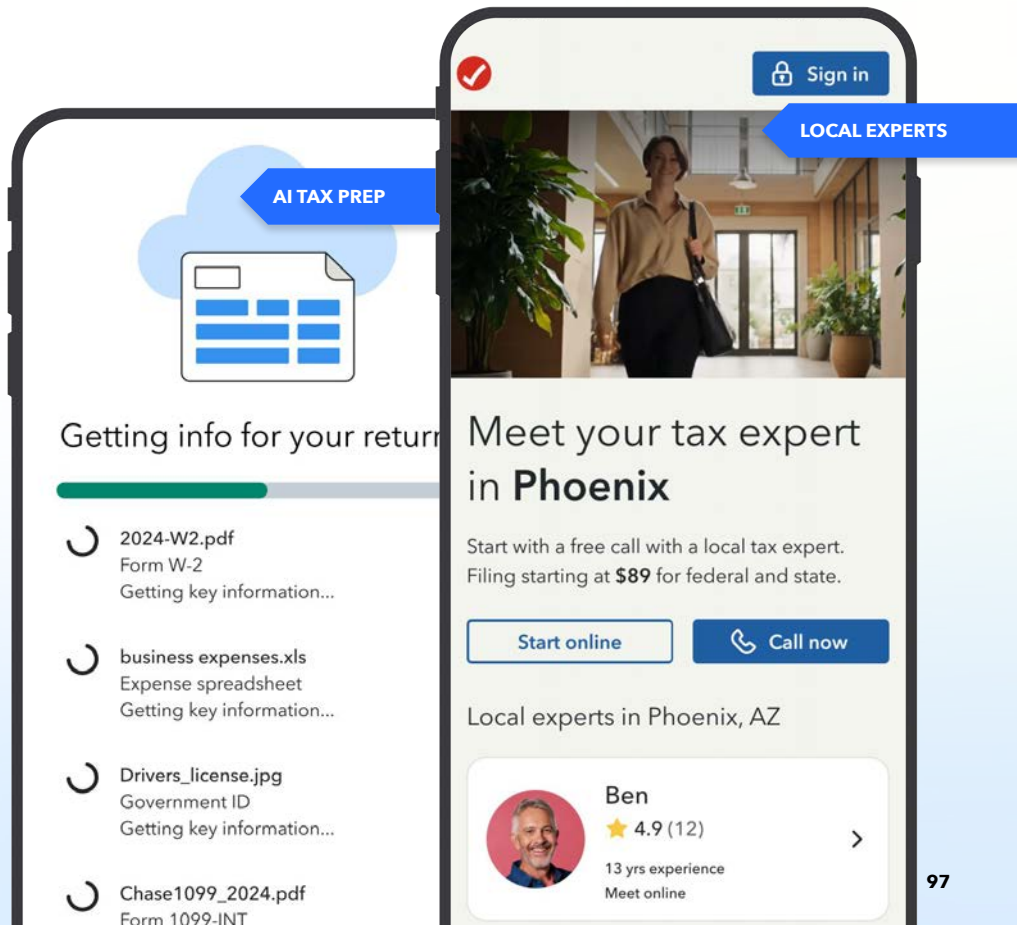 AI TAX PREP
Getting info for your return
2024-W2.pdf
Form W-2
Getting key information...
business expenses.xls
Expense spreadsheet
Getting key information...
Drivers_license.jpg
Government ID
Getting key information...
Chase1099_2024.pdf
Form 1099-INT
Sign in
LOCAL EXPERTS
Meet your tax expert
in Phoenix
Start with a free call with a local tax expert.
Filing starting at $89 for federal and state.
Start online
Call now
Local experts in Phoenix, AZ
Ben
4.9 (12)
13 yrs experience
Meet online
97